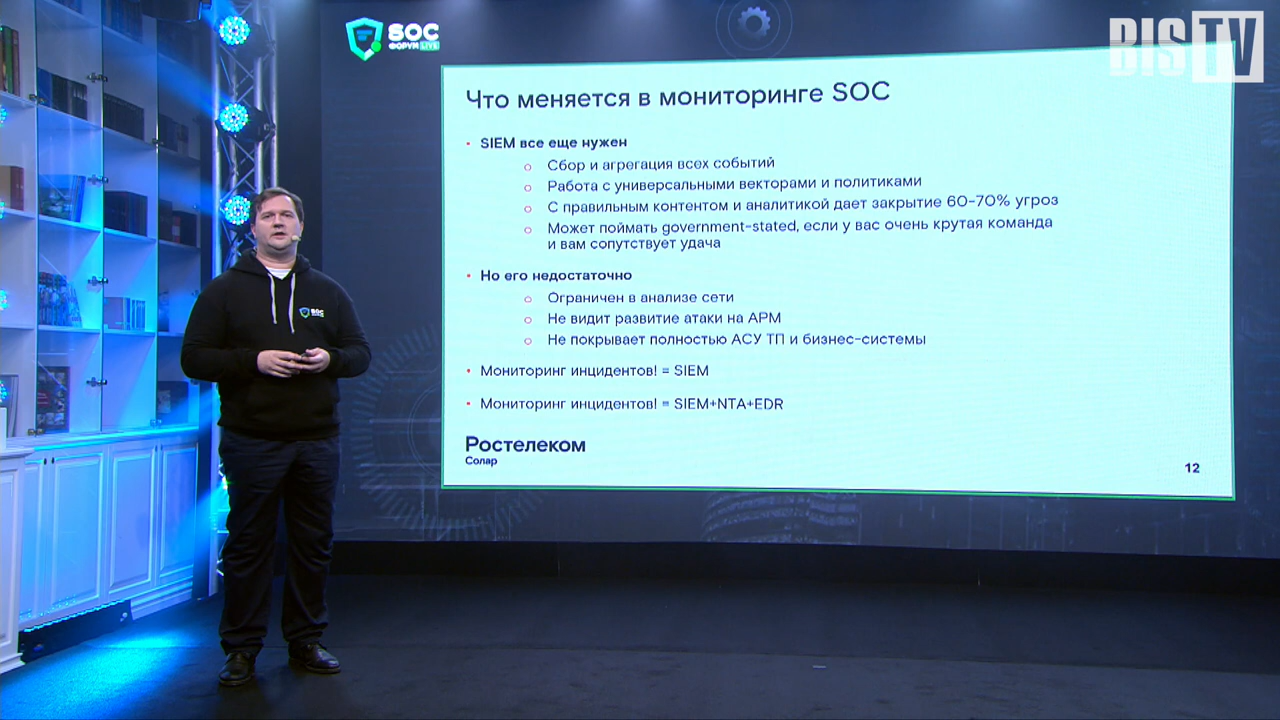 SOC
ФОРУМ LIVE
BIS TV
Что меняется в мониторинге SOC
• SIEM все еще нужен
o Сбор и агрегация всех событий
o Работа с универсальными векторами и политиками
o С правильным контентом и аналитикой дает закрытие 60-70% угроз
o Может поймать government-stated, если у вас очень крутая команда
и вам сопутствует удача
• Но его недостаточно
o Ограничен в анализе сети
o Не видит развитие атаки на АРМ
o Не покрывает полностью АСУ ТП и бизнес-системы
• Мониторинг инцидентов! = SIEM
• Мониторинг инцидентов! = SIEM+NTA+EDR
Ростелеком
Солар
12
SOC